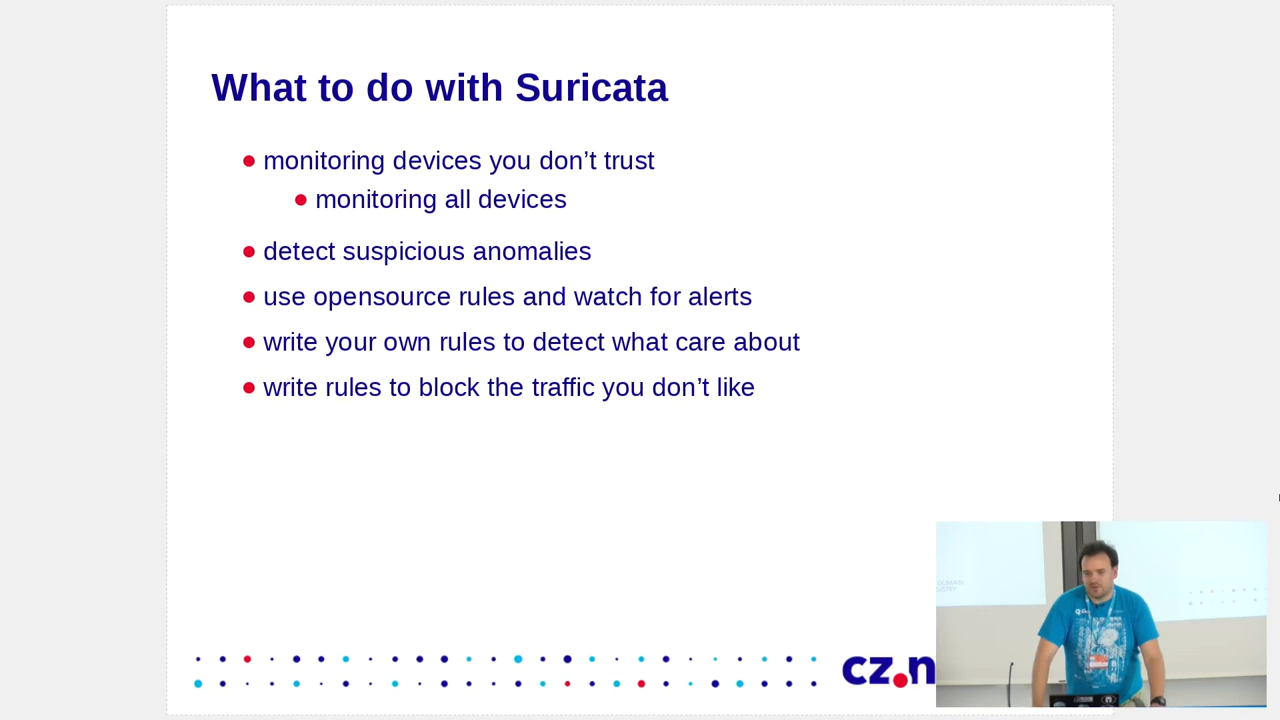 What to do with Suricata
monitoring devices you don’t trust
monitoring all devices
detect suspicious anomalies
use opensource rules and watch for alerts
write your own rules to detect what care about
write rules to block the traffic you don’t like
cz.n
DOMAIN